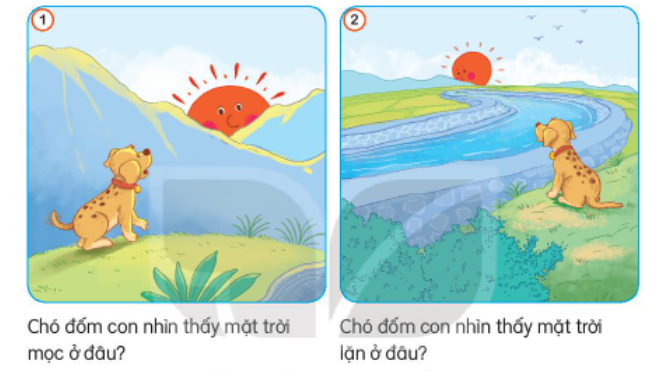 1
2
Chó đốm con nhìn thấy mặt trời
mọc ở đâu?
Chó đốm con nhìn thấy mặt trời
lặn ở đâu?